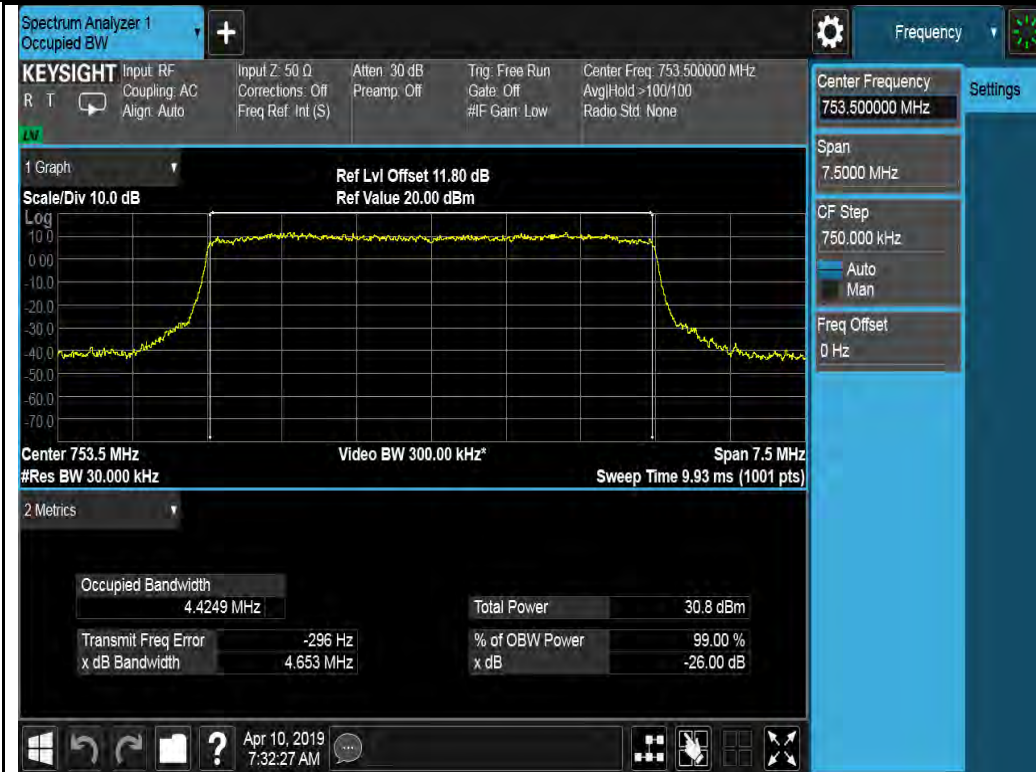 Spectrum Analyzer 1
Occupied BW
+
Frequency
KEYSIGHT
R T
Input: RF
Coupling: AC
Align: Auto
Input Z: 50 Ω
Corrections: Off
Freq Ref: Int (S)
Atten: 30 dB
Preamp: Off
Trig: Free Run
Gate: Off
#IF Gain: Low
Center Freq: 753.500000 MHz
Avg|Hold >100/100
Radio Std: None
Center Frequency
753.500000 MHz
Settings
Span
7.5000 MHz
CF Step
750.000 kHz
Auto
Man
Freq Offset
0 Hz
1 Graph
Scale/Div 10.0 dB
Ref Lvl Offset 11.80 dB
Ref Value 20.00 dBm
Log
10.0
0.00
-10.0
-20.0
-30.0
-40.0
-50.0
-60.0
-70.0
Center 753.5 MHz
#Res BW 30.000 kHz
Video BW 300.00 kHz*
Span 7.5 MHz
Sweep Time 9.93 ms (1001 pts)
2 Metrics
Occupied Bandwidth
4.4249 MHz
Transmit Freq Error -296 Hz
x dB Bandwidth 4.653 MHz
Total Power 30.8 dBm
% of OBW Power 99.00 %
x dB -26.00 dB
?
Apr 10, 2019
7:32:27 AM